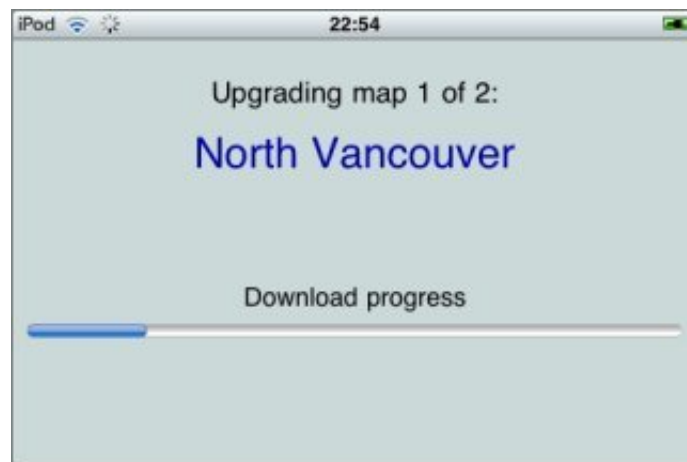 iPod 22:54
Upgrading map 1 of 2:
North Vancouver
Download progress